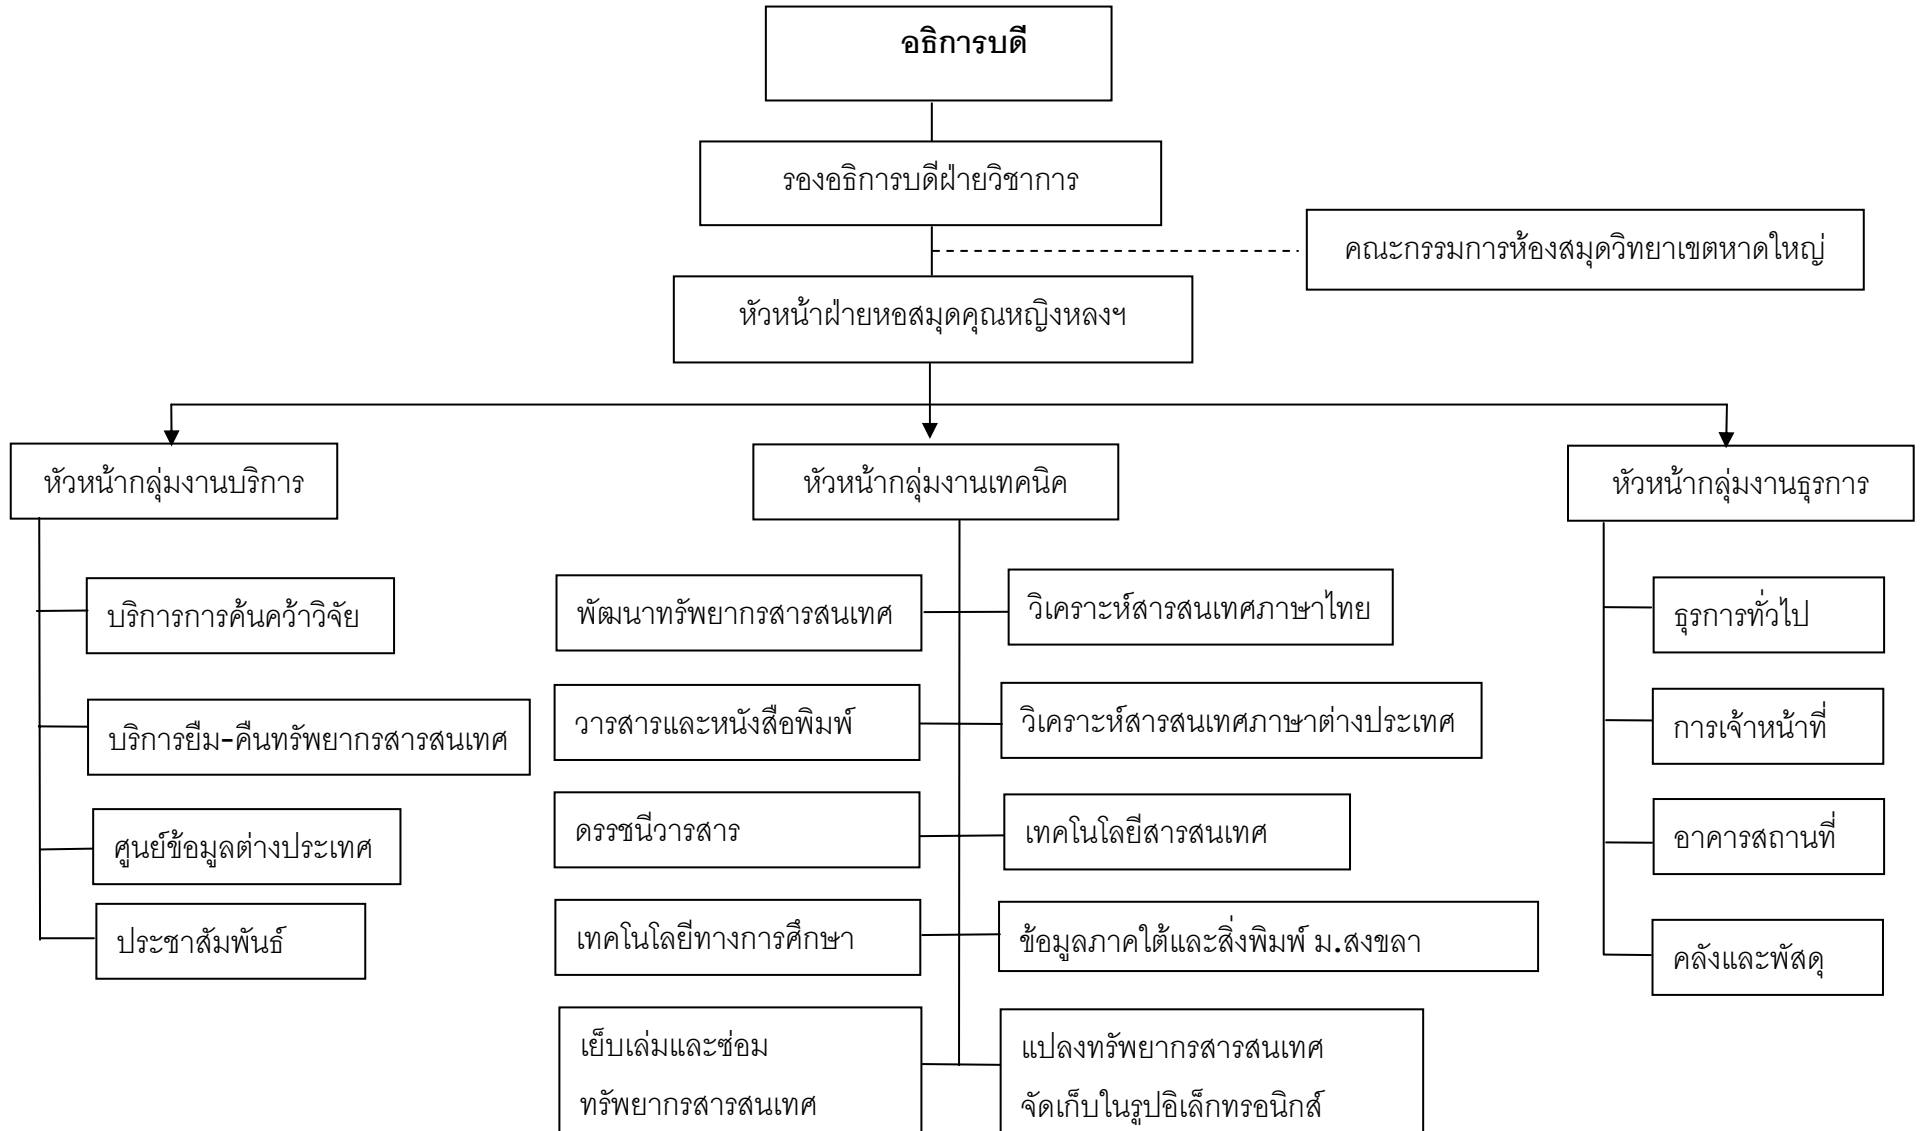 อธิการบดี
รองอธิการบดีฝ่ายวิชาการ
คณะกรรมการห้องสมุดวิทยาเขตหาดใหญ่
หัวหน้าฝ่ายหอสมุดคุณหญิงหลงฯ
หัวหน้ากลุ่มงานบริการ
หัวหน้ากลุ่มงานเทคนิค
หัวหน้ากลุ่มงานธุรการ
บริการการค้นคว้าวิจัย
บริการยืม-คืนทรัพยากรสารสนเทศ
ศูนย์ข้อมูลต่างประเทศ
ประชาสัมพันธ์
พัฒนาทรัพยากรสารสนเทศ
วิเคราะห์สารสนเทศภาษาไทย
วารสารและหนังสือพิมพ์
วิเคราะห์สารสนเทศภาษาต่างประเทศ
ดรรชนีวารสาร
เทคโนโลยีสารสนเทศ
เทคโนโลยีทางการศึกษา
ข้อมูลภาคใต้และสิ่งพิมพ์ ม.สงขลา
เย็บเล่มและซ่อม
ทรัพยากรสารสนเทศ
แปลงทรัพยากรสารสนเทศ
จัดเก็บในรูปอิเล็กทรอนิกส์
ธุรการทั่วไป
การเจ้าหน้าที่
อาคารสถานที่
คลังและพัสดุ